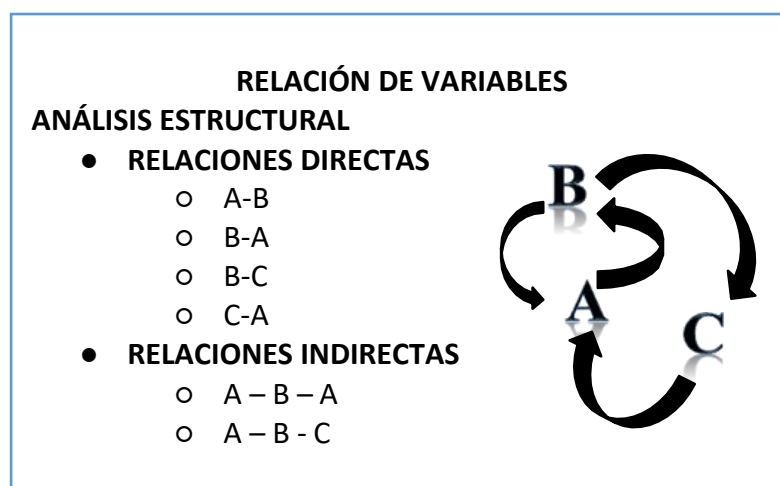 RELACIÓN DE VARIABLES
ANÁLISIS ESTRUCTURAL
● RELACIONES DIRECTAS
○ A-B
○ B-A
○ B-C
○ C-A
● RELACIONES INDIRECTAS
○ A – B – A
○ A – B - C
B
A
C